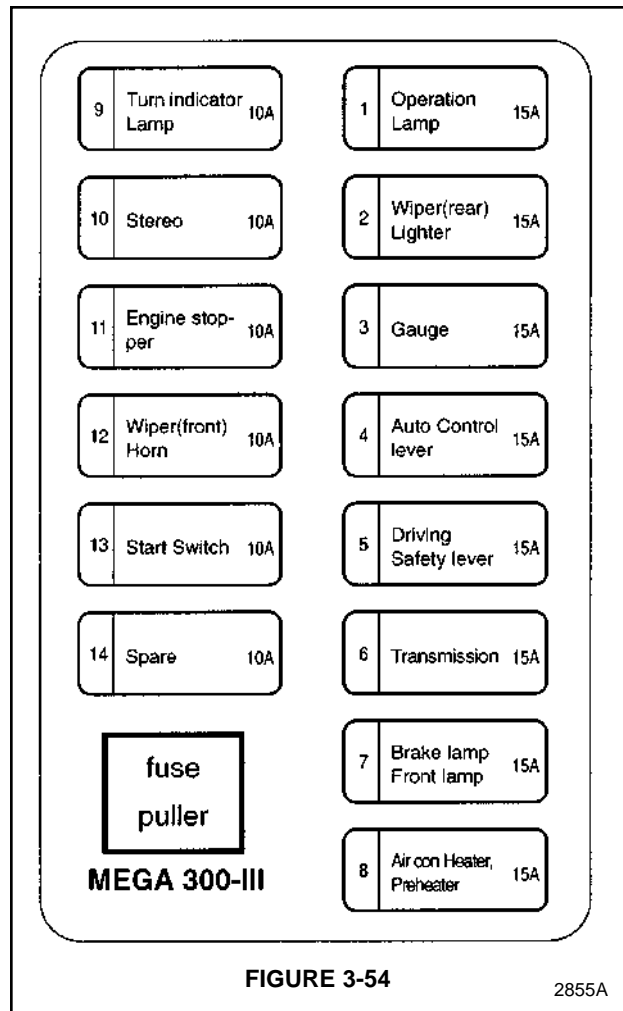 9 Turn indicator
Lamp 10A
10 Stereo 10A
11 Engine stop-
per 10A
12 Wiper(front)
Horn 10A
13 Start Switch 10A
14 Spare 10A
fuse
puller
MEGA 300-III
1 Operation
Lamp 15A
2 Wiper(rear)
Lighter 15A
3 Gauge 15A
4 Auto Control
lever 15A
5 Driving
Safety lever 15A
6 Transmission 15A
7 Brake lamp
Front lamp 15A
8 Air con Heater,
Preheater 15A
FIGURE 3-54
2855A